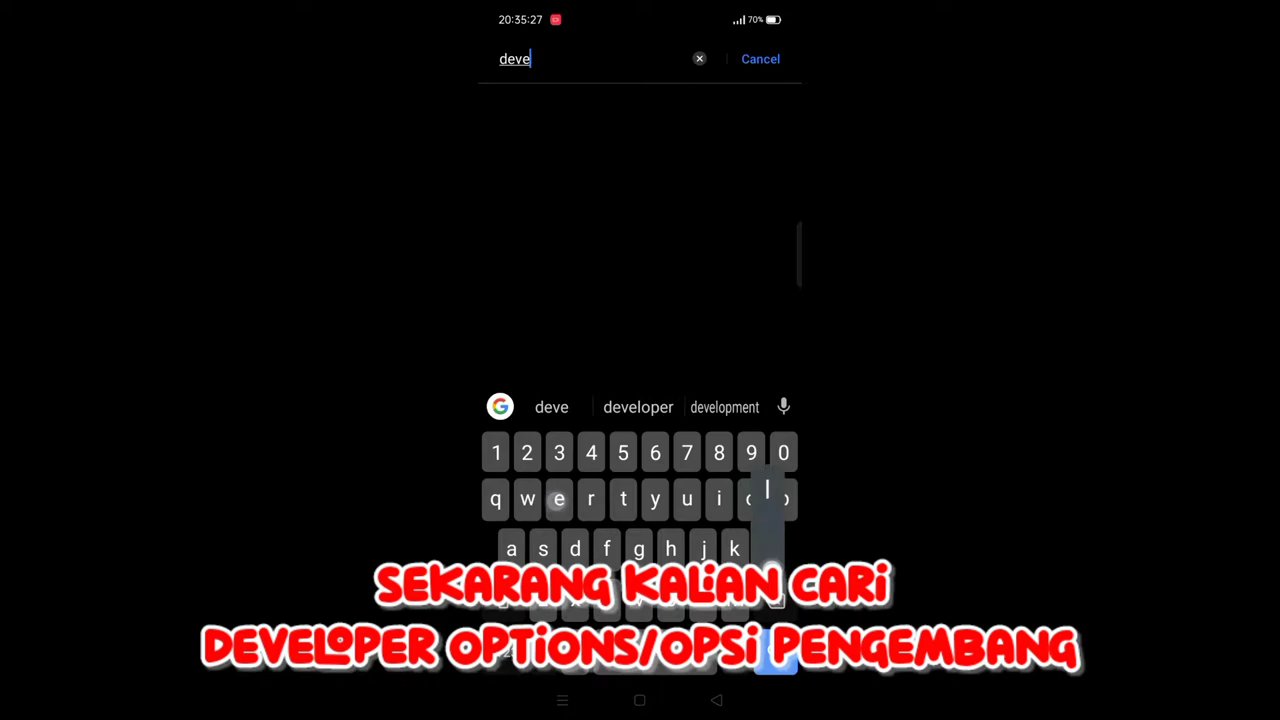 20:35:27 70%
deve Cancel
deve developer development
1 2 3 4 5 6 7 8 9 0
q w e r t y u i
l
a s d f g h j k
SEKARANG KALIAN CARI
DEVELOPER OPTIONS/OPSI PENGEMBANG